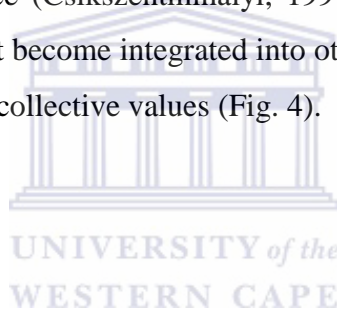 (Csikszentmihalyi, 199
become integrated into ot
collective values (Fig. 4).
UNIVERSITY of the
WESTERN CAPE